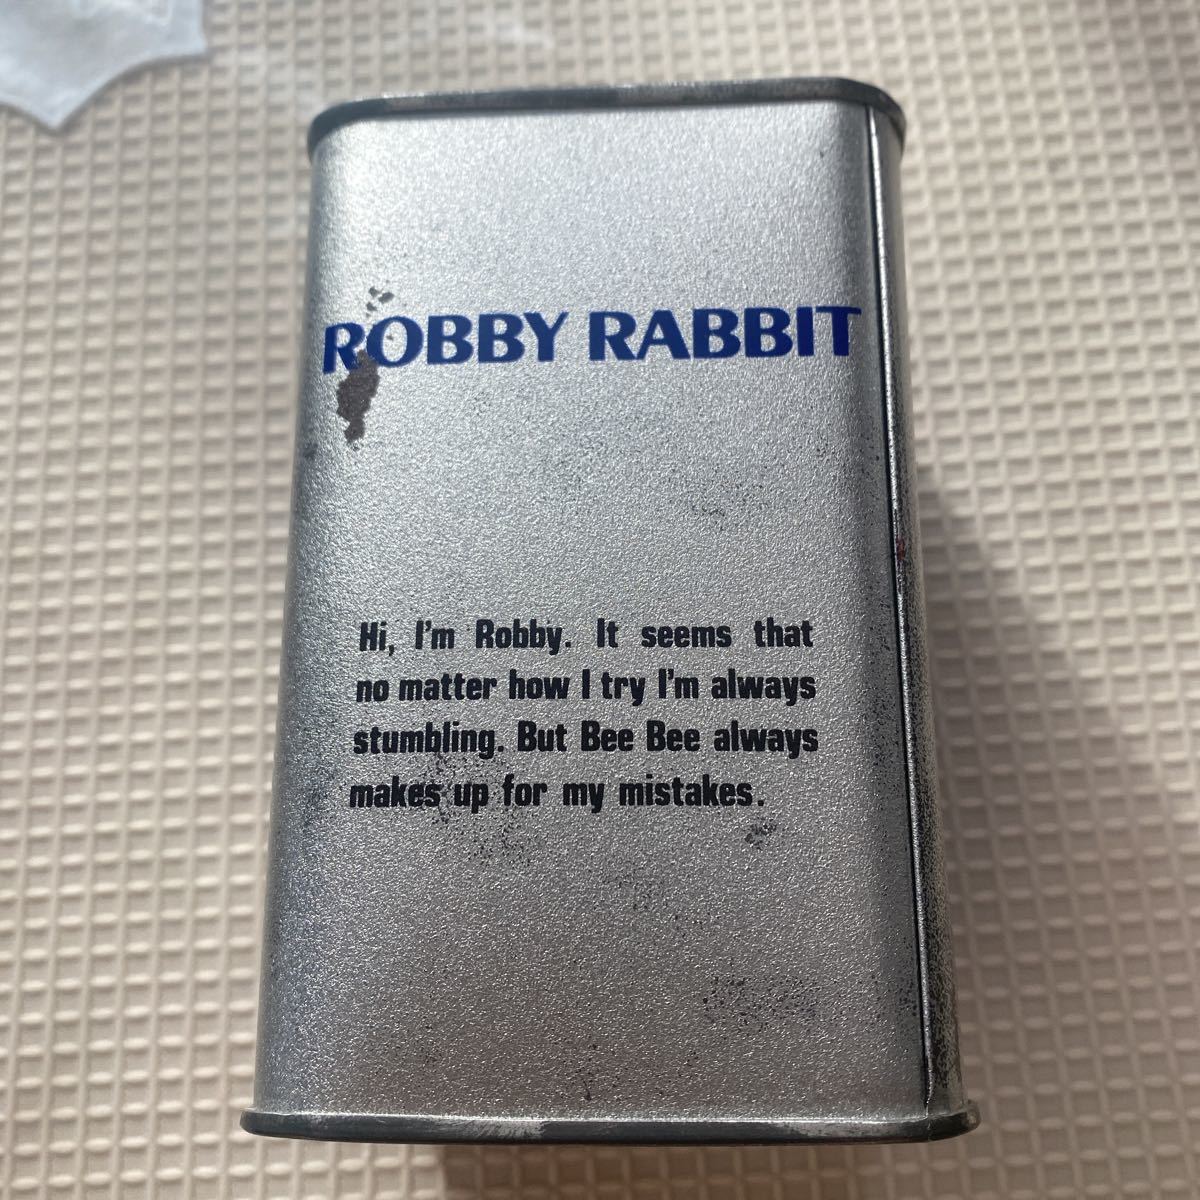 ROBBY RABBIT
Hi, I'm Robby. It seems that
no matter how I try I'm always
stumbling. But Bee Bee always
makes up for my mistakes.